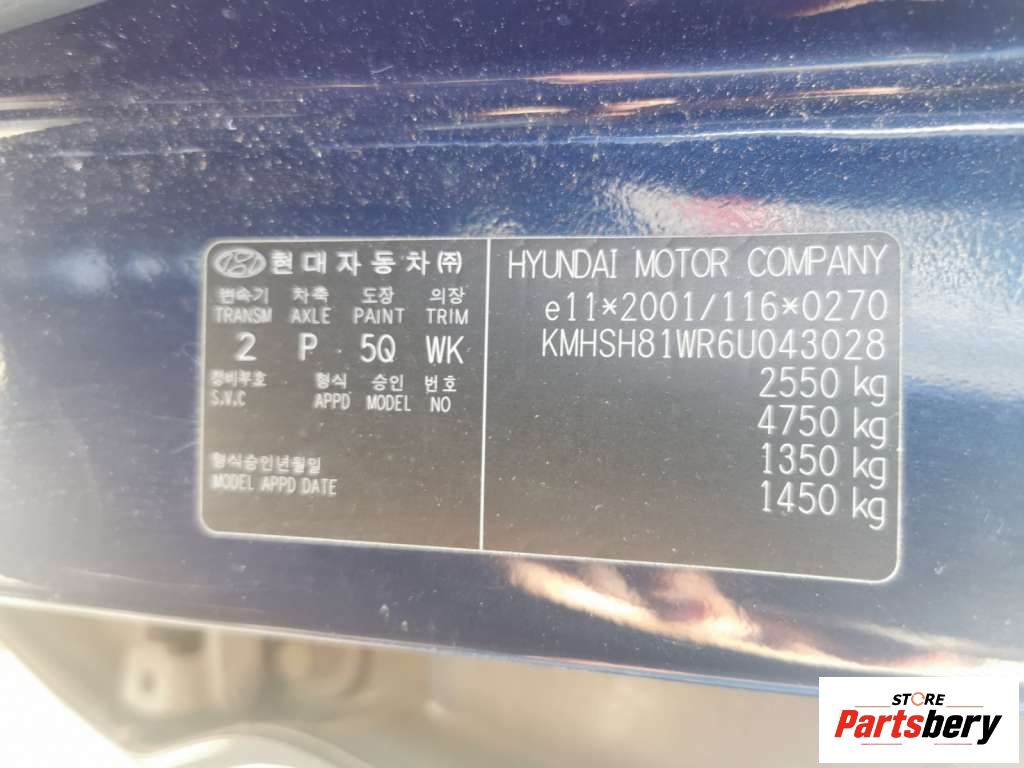 현대자동차(주)
변속기 차축 도장 의장
TRANSM AXLE PAINT TRIM
2 P 5Q WK
정비부호 형식 승인 번호
S.V.C APPD MODEL NO
형식승인년월일
MODEL APPD DATE
HYUNDAI MOTOR COMPANY
e11*2001/116*0270
KMHSH81WR6U043028
2550 kg
4750 kg
1350 kg
1450 kg
STORE
Partsbery